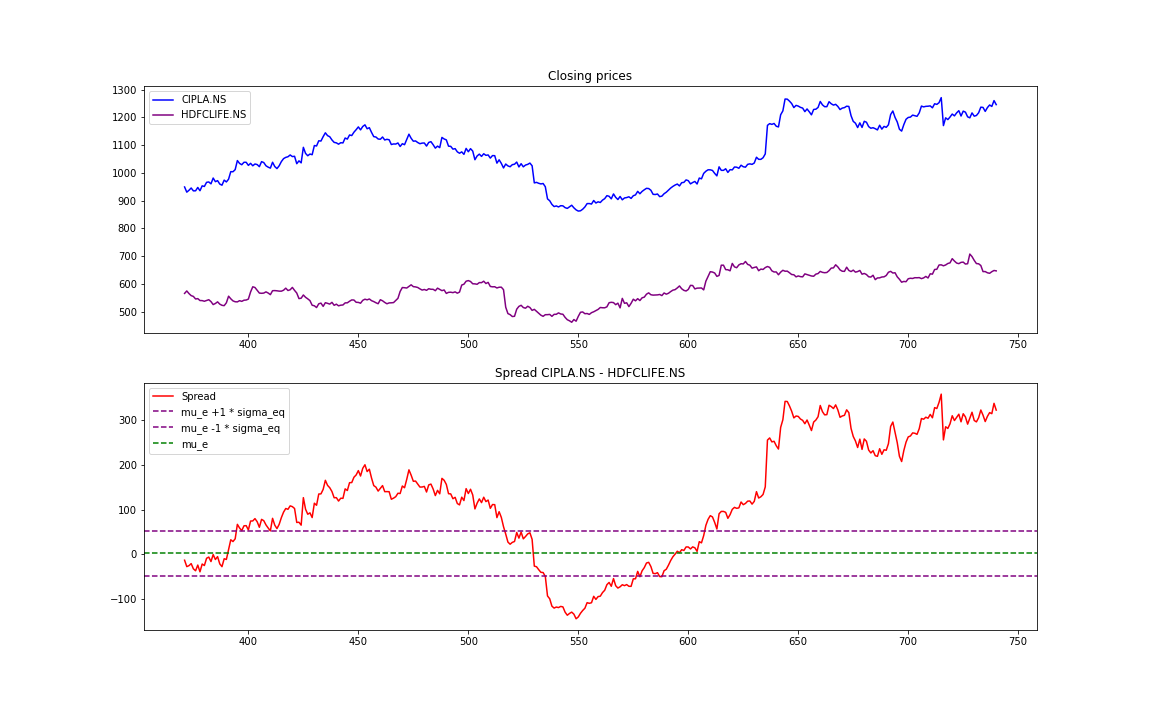 Closing prices
1300
1200
1100
1000
900
800
700
600
500
CIPLA.NS
HDFCLIFE.NS
400 450 500 550 600 650 700 750
Spread CIPLA.NS - HDFCLIFE.NS
300
200
100
0
−100
Spread
mu_e +1 * sigma_eq
mu_e -1 * sigma_eq
mu_e
400 450 500 550 600 650 700 750